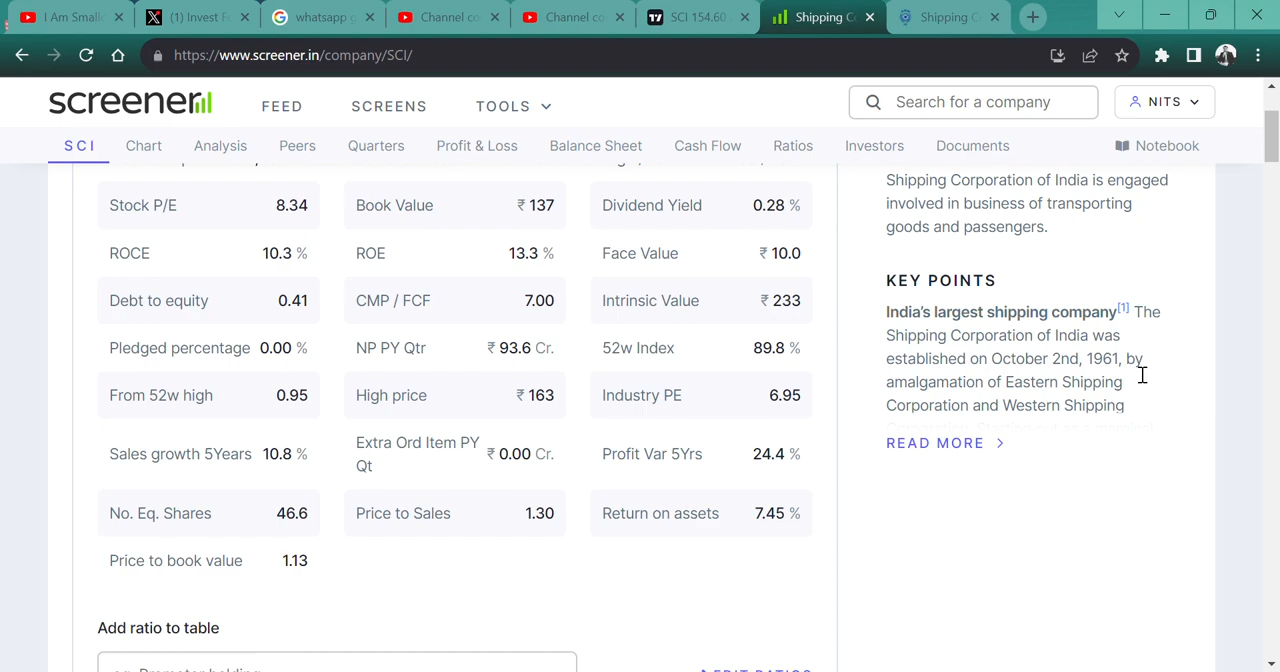 I Am Smalli
(1) Invest Fo
whatsapp g
Channel co
Channel co
SCI 154.60
Shipping Co
Shipping Co
https://www.screener.in/company/SCI/
screener
FEED
SCREENS
TOOLS
Search for a company
NITS
SCI
Chart
Analysis
Peers
Quarters
Profit & Loss
Balance Sheet
Cash Flow
Ratios
Investors
Documents
Notebook
Stock P/E 8.34
Book Value ₹ 137
Dividend Yield 0.28 %
ROCE 10.3 %
ROE 13.3 %
Face Value ₹ 10.0
Debt to equity 0.41
CMP / FCF 7.00
Intrinsic Value ₹ 233
Pledged percentage 0.00 %
NP PY Qtr ₹ 93.6 Cr.
52w Index 89.8 %
From 52w high 0.95
High price ₹ 163
Industry PE 6.95
Sales growth 5Years 10.8 %
Extra Ord Item PY
Qt ₹ 0.00 Cr.
Profit Var 5Yrs 24.4 %
No. Eq. Shares 46.6
Price to Sales 1.30
Return on assets 7.45 %
Price to book value 1.13
Add ratio to table
Shipping Corporation of India is engaged
involved in business of transporting
goods and passengers.
KEY POINTS
India's largest shipping company[1] The
Shipping Corporation of India was
established on October 2nd, 1961, by
amalgamation of Eastern Shipping
Corporation and Western Shipping
READ MORE